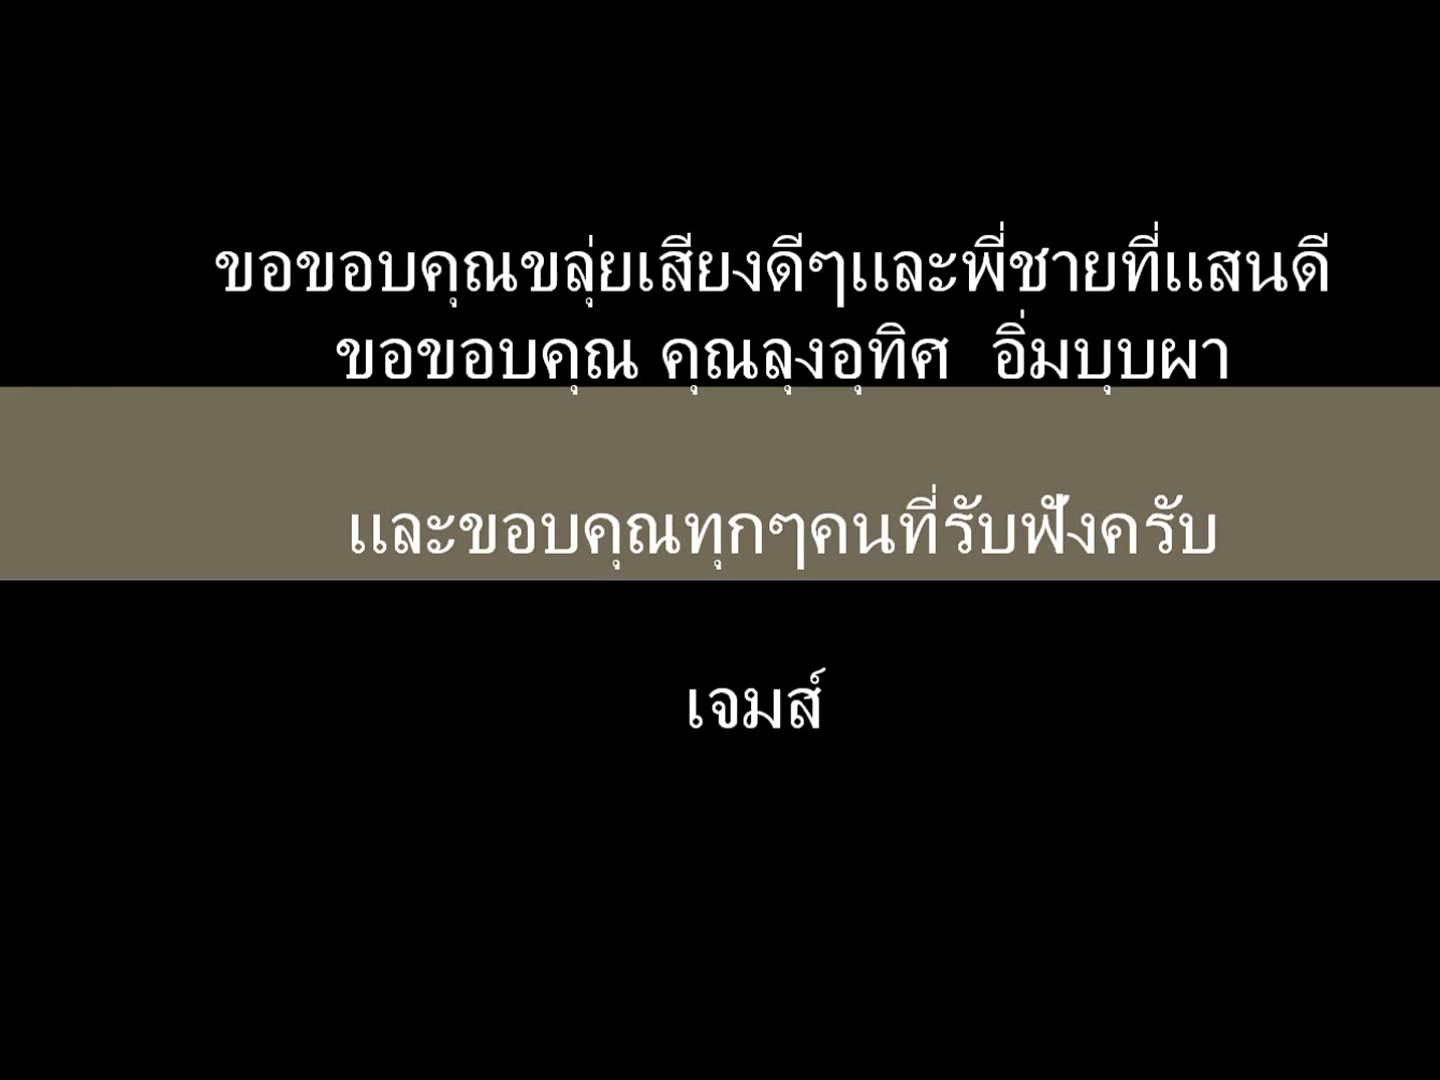 ขอขอบคุณขลุ่ยเสียงดีๆและพี่ชายที่แสนดี
ขอขอบคุณ คุณลุงอุทิศ  อิ่มบุบผา
และขอบคุณทุกๆคนที่รับฟังครับ
เจมส์